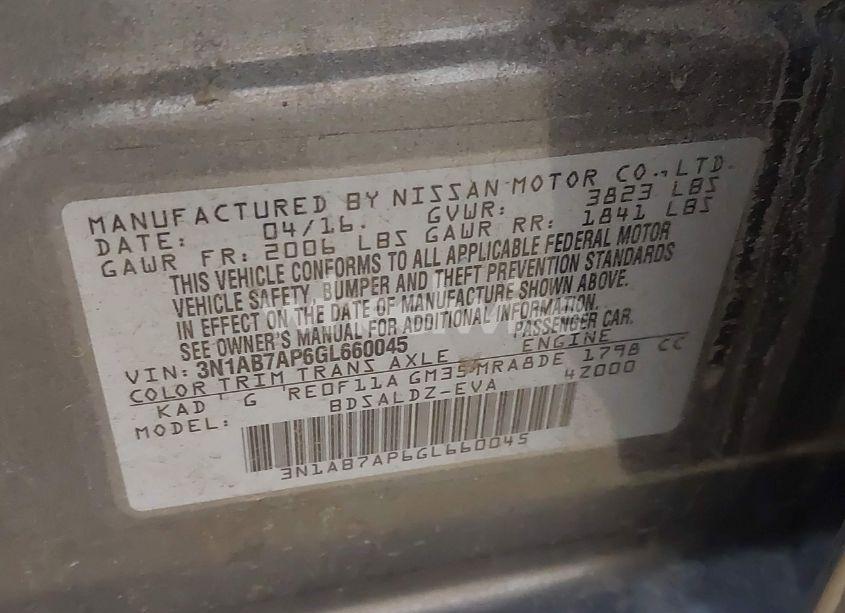 MANUFACTURED BY NISSAN MOTOR CO., LTD.
DATE: 04/16. GVWR: 3823 LBS
GAWR FR: 2006 LBS GAWR RR: 1841 LBS
THIS VEHICLE CONFORMS TO ALL APPLICABLE FEDERAL MOTOR
VEHICLE SAFETY, BUMPER AND THEFT PREVENTION STANDARDS
IN EFFECT ON THE DATE OF MANUFACTURE SHOWN ABOVE.
SEE OWNER'S MANUAL FOR ADDITIONAL INFORMATION.
VIN: 3N1AB7AP6GL660045 PASSENGER CAR.
COLOR TRIM TRANS AXLE ENGINE
KAD G RE0F11A GM35 MRA8DE 1798 CC
MODEL: BDSALDZ-EVA 4Z000
3N1AB7AP6GL660045